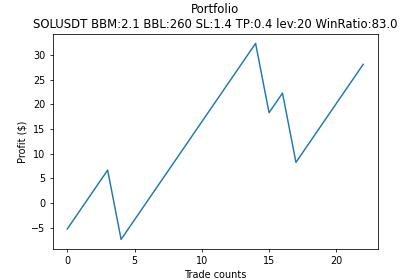 Portfolio
SOLUSDT BBM:2.1 BBL:260 SL:1.4 TP:0.4 lev:20 WinRatio:83.0
30
25
20
15
10
5
0
−5
Profit ($)
0 5 10 15 20
Trade counts